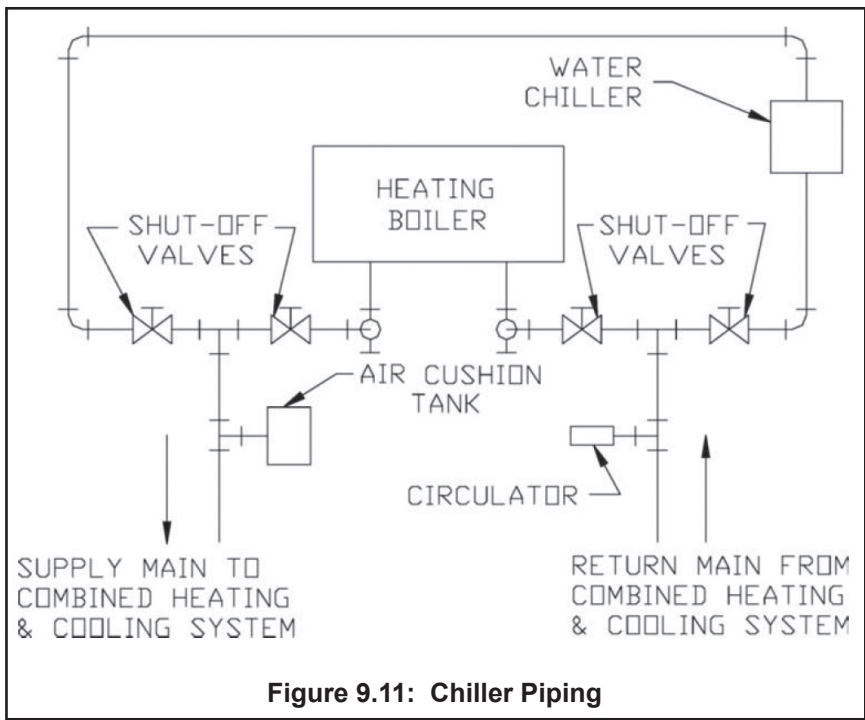 WATER
CHILLER
HEATING
BOILER
SHUT-OFF
VALVES
SHUT-OFF
VALVES
AIR CUSHION
TANK
CIRCULATOR
SUPPLY MAIN TO
COMBINED HEATING
& COOLING SYSTEM
RETURN MAIN FROM
COMBINED HEATING
& COOLING SYSTEM
Figure 9.11: Chiller Piping